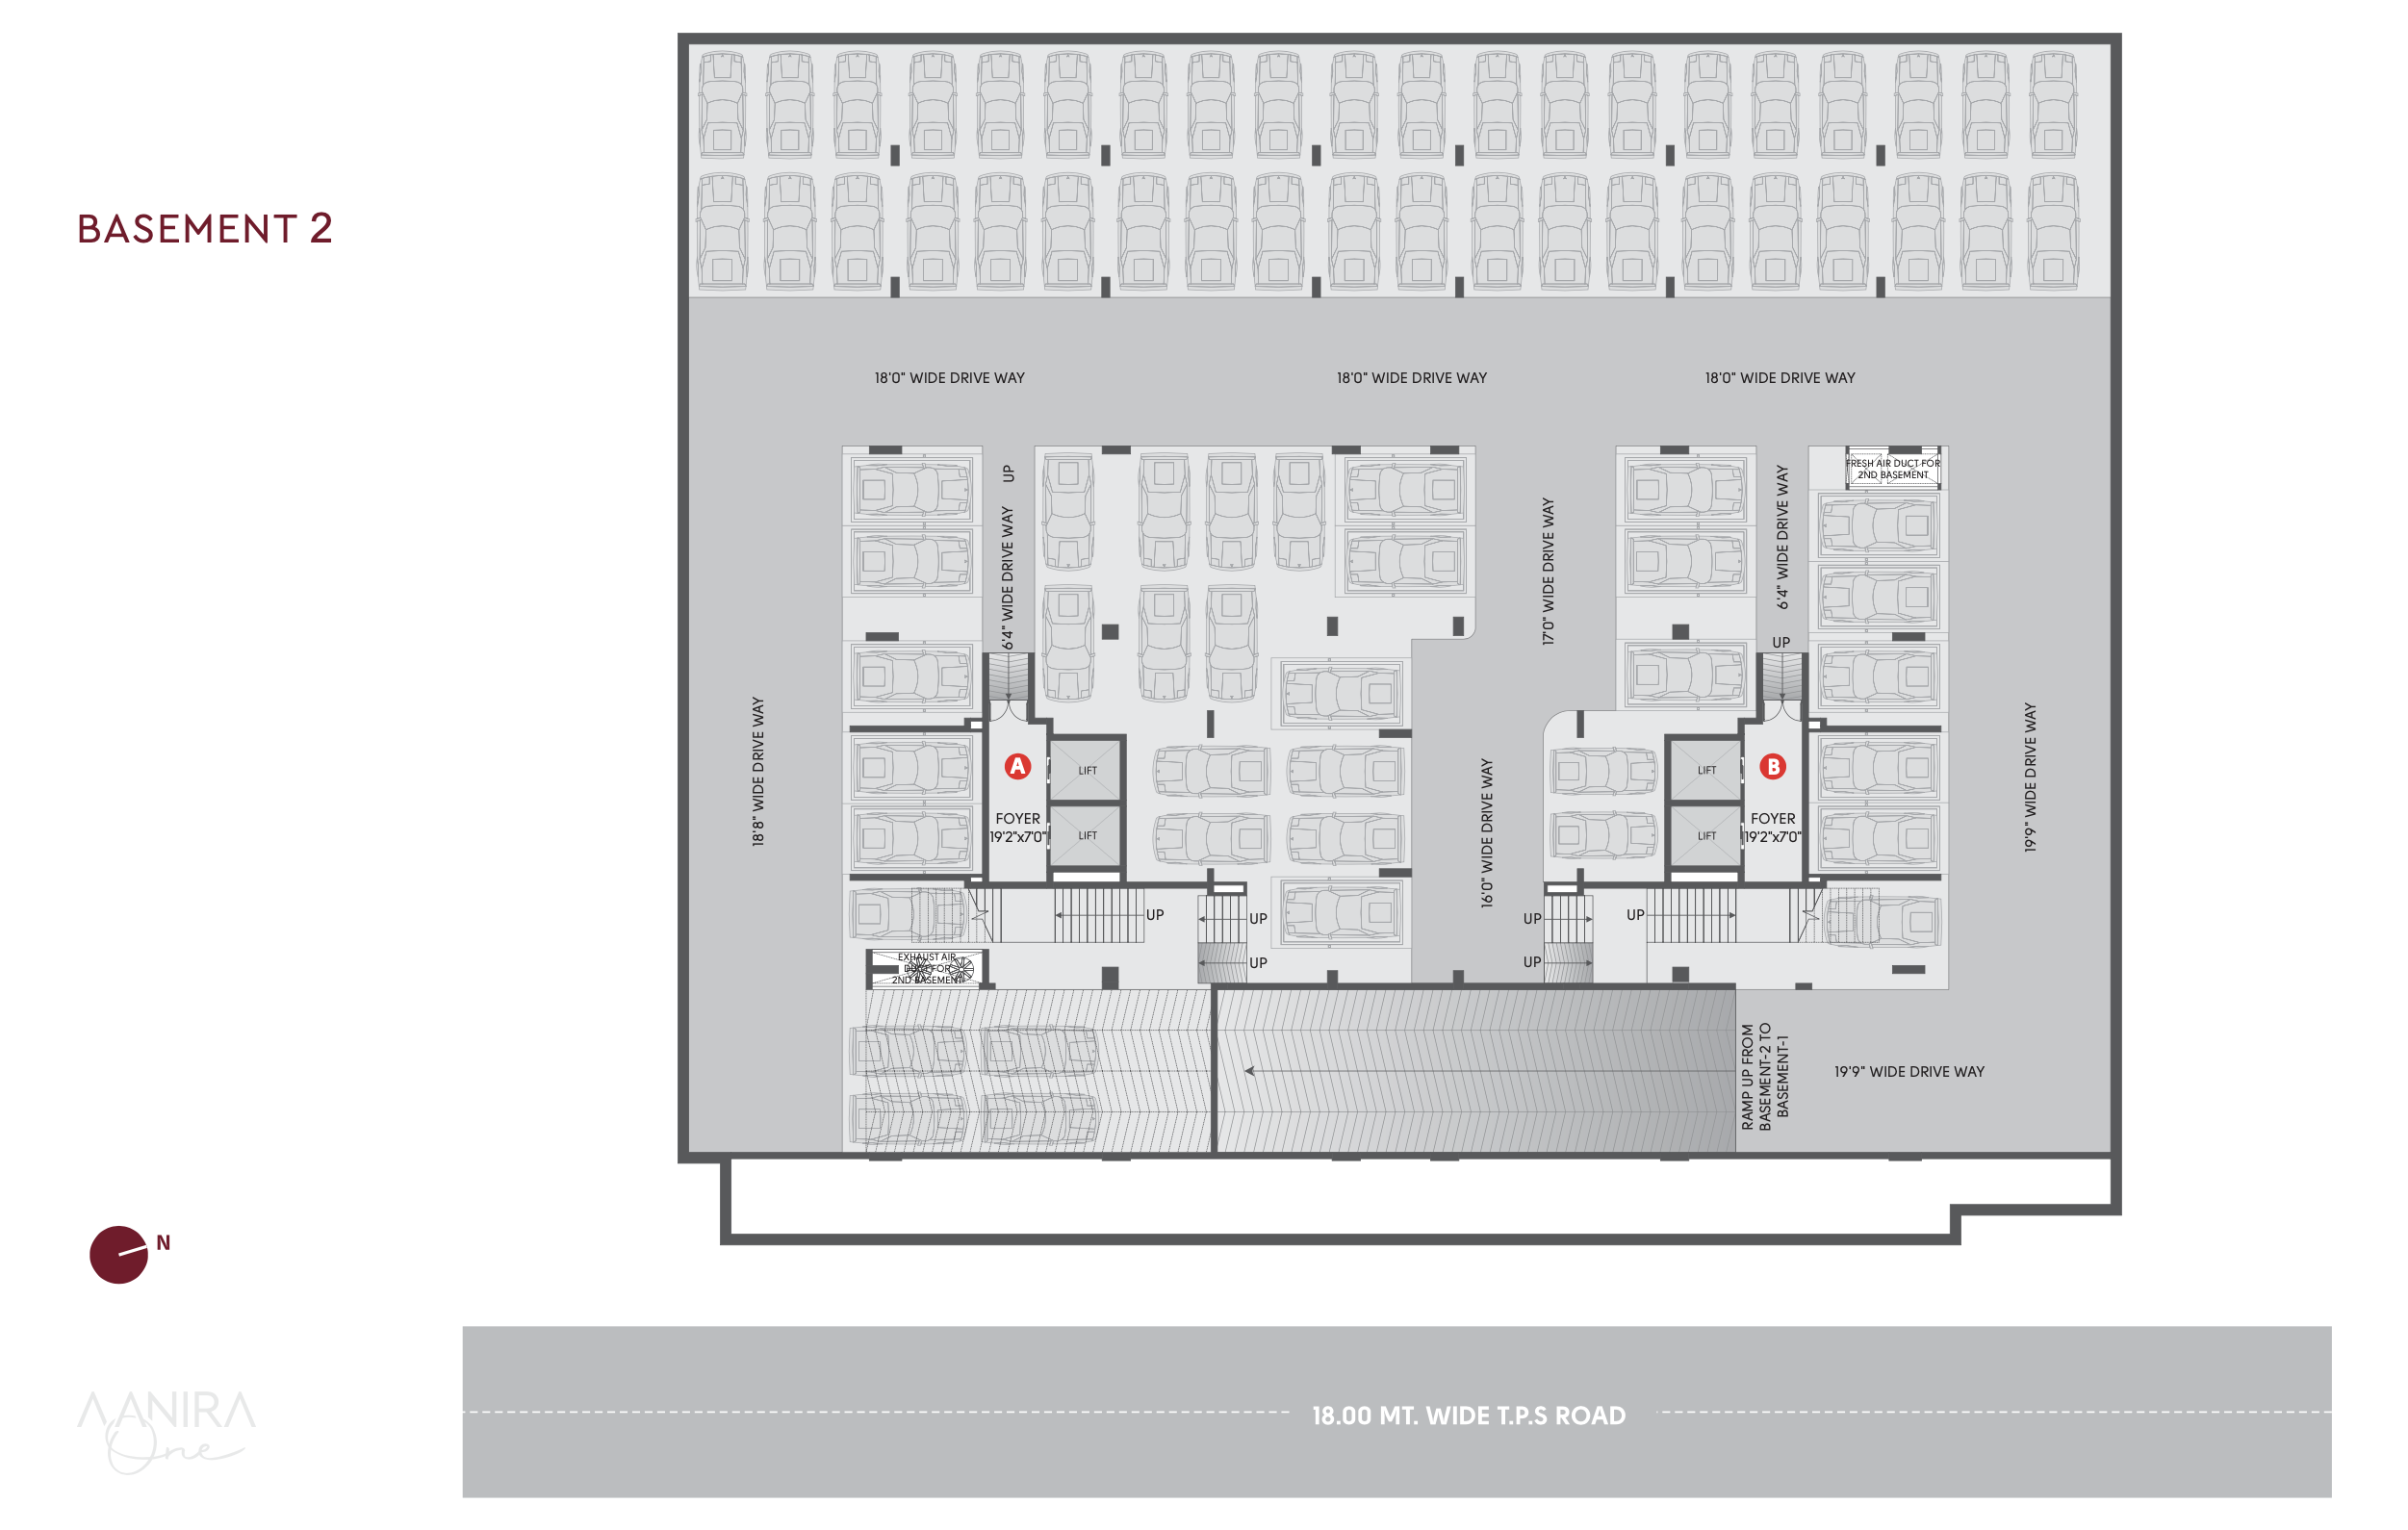 BASEMENT 2
18'0" WIDE DRIVE WAY
18'0" WIDE DRIVE WAY
18'0" WIDE DRIVE WAY
UP
6'4" WIDE DRIVE WAY
17'0" WIDE DRIVE WAY
6'4" WIDE DRIVE WAY
UP
FRESH AIR DUCT FOR
2ND BASEMENT
18'8" WIDE DRIVE WAY
A
LIFT
FOYER
19'2"x7'0"
LIFT
16'0" WIDE DRIVE WAY
LIFT
B
LIFT
FOYER
19'2"x7'0"
19'9" WIDE DRIVE WAY
UP
UP
UP
UP
UP
UP
EXHAUST AIR
DUCT FOR
2ND BASEMENT
RAMP UP FROM
BASEMENT-2 TO
BASEMENT-1
19'9" WIDE DRIVE WAY
N
AANIRA
One
18.00 MT. WIDE T.P.S ROAD